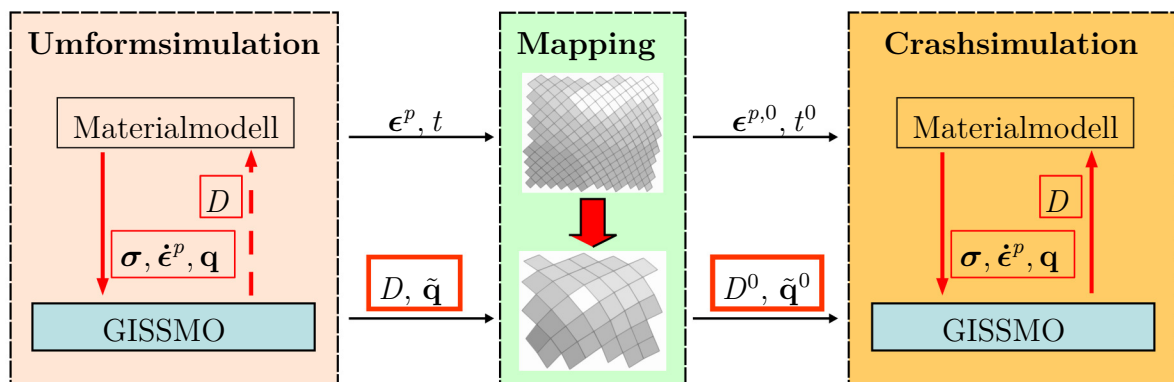 Umformsimulation
Mapping
Crashsimulation
Materialmodell
ϵ^p, t
ϵ^{p,0}, t^0
Materialmodell
D
D
σ, ϵ̇^p, q
D, q̃
D^0, q̃^0
σ, ϵ̇^p, q
GISSMO
GISSMO